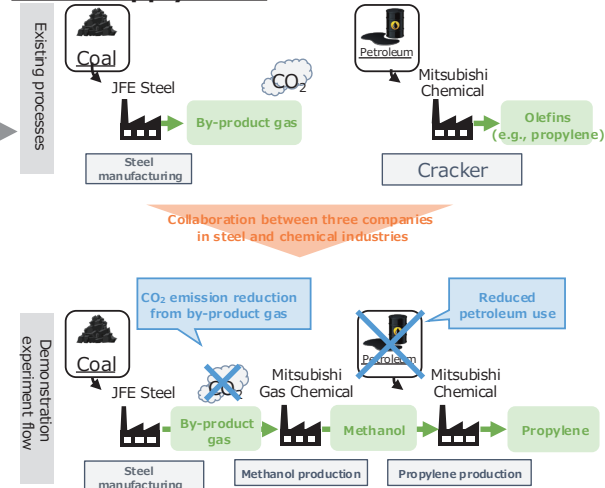 Existing processes
Coal
JFE Steel
By-product gas
CO2
Steel
manufacturing
Petroleum
Mitsubishi
Chemical
Olefins
(e.g., propylene)
Cracker
Collaboration between three companies
in steel and chemical industries
Demonstration
experiment flow
CO2 emission reduction
from by-product gas
Reduced
petroleum use
Coal
JFE Steel
CO2
By-product
gas
Mitsubishi
Gas Chemical
Methanol
Petroleum
Mitsubishi
Chemical
Propylene
Steel
manufacturing
Methanol production
Propylene production